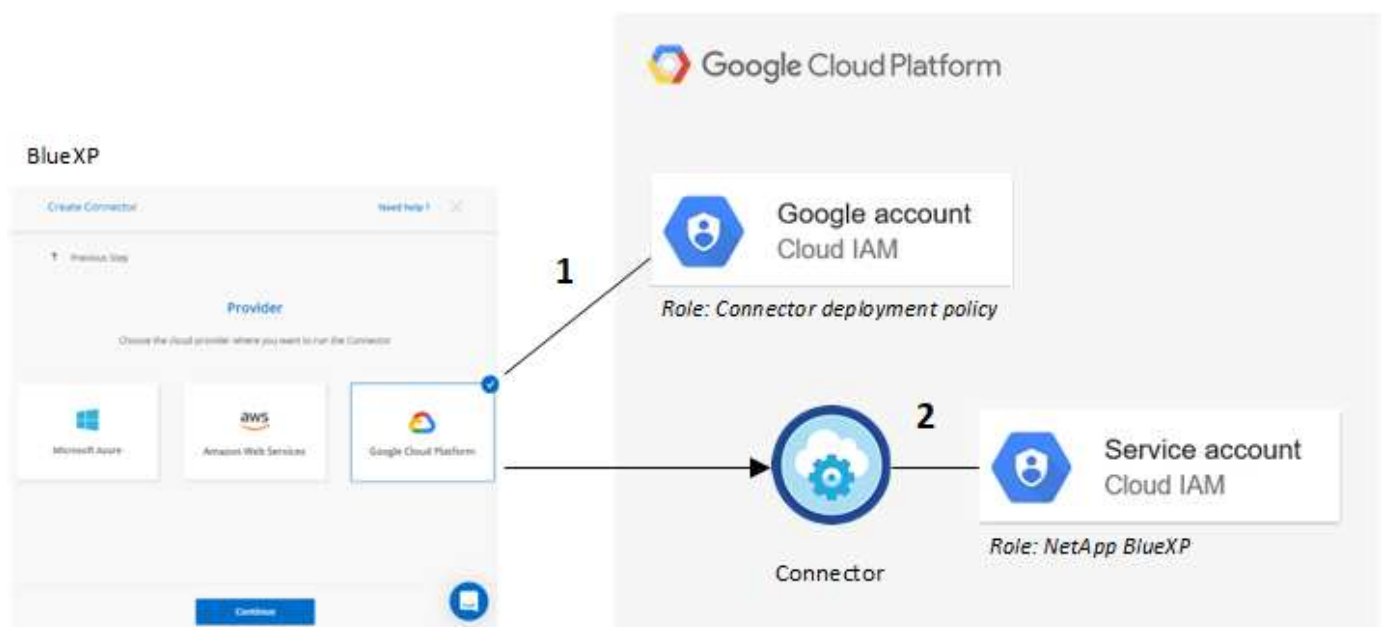 Google Cloud Platform
BlueXP
Create Connector
Need help?
Previous Step
Google account
Cloud IAM
1
Provider
Role: Connector deployment policy
Choose the cloud provider where you want to run the Connector
aws
Microsoft Azure
Amazon Web Services
Google Cloud Platform
2
Service account
Cloud IAM
Role: NetApp BlueXP
Connector
Continue